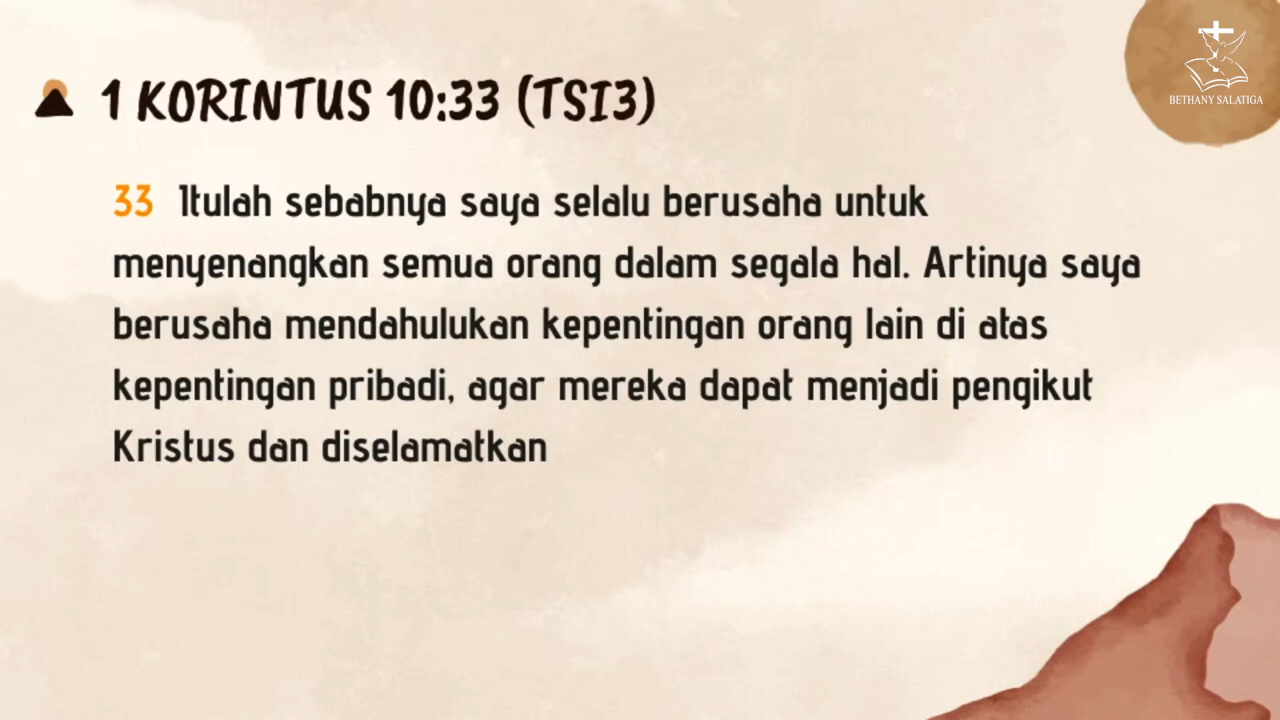 1 KORINTUS 10:33 (TSI3)
BETHANY SALATIGA
33 Itulah sebabnya saya selalu berusaha untuk
menyenangkan semua orang dalam segala hal. Artinya saya
berusaha mendahulukan kepentingan orang lain di atas
kepentingan pribadi, agar mereka dapat menjadi pengikut
Kristus dan diselamatkan